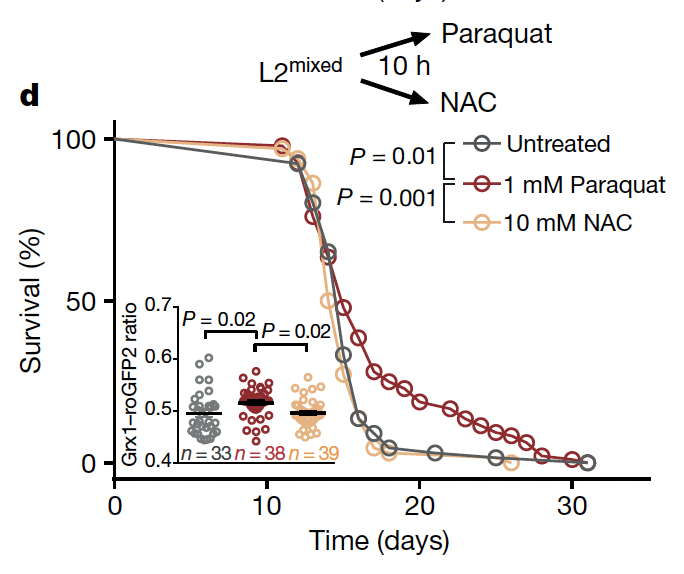 Paraquat
L2mixed
10 h
NAC
d
Untreated
1 mM Paraquat
10 mM NAC
P = 0.01
P = 0.001
Survival (%)
100
50
0
Grx1–roGFP2 ratio
0.7
0.6
0.5
0.4
P = 0.02
P = 0.02
n = 33 n = 38 n = 39
0 10 20 30
Time (days)